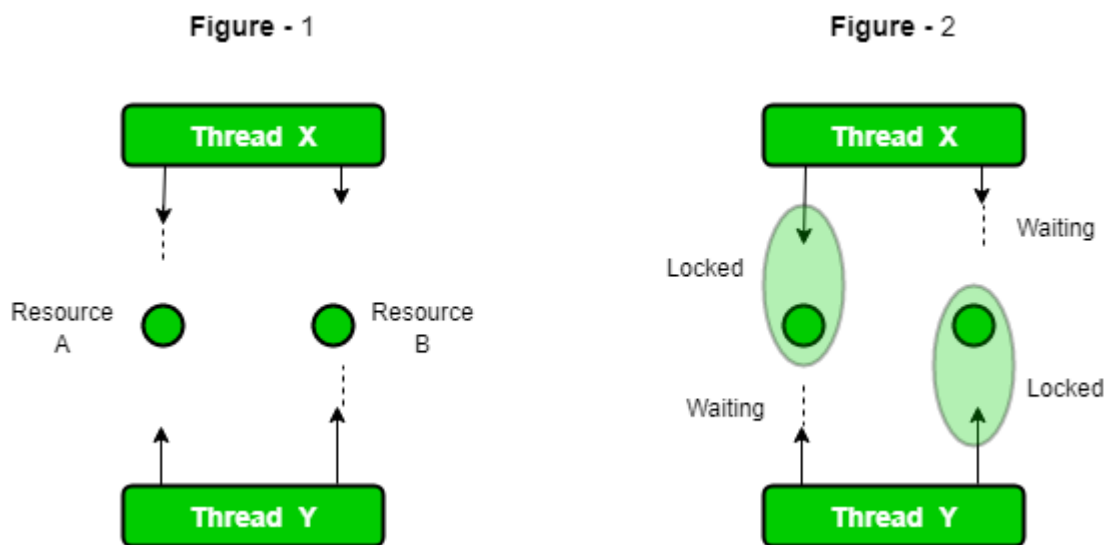 Figure - 1
Thread X
Resource
A
Resource
B
Thread Y
Figure - 2
Thread X
Waiting
Locked
Waiting
Locked
Thread Y